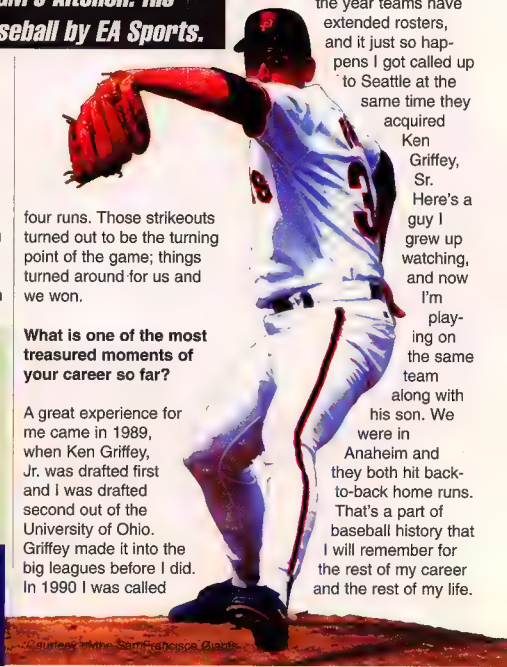 seball by EA Sports.
four runs. Those strikeouts
turned out to be the turning
point of the game; things
turned around for us and
we won.
What is one of the most
treasured moments of
your career so far?
A great experience for
me came in 1989,
when Ken Griffey,
Jr. was drafted first
and I was drafted
second out of the
University of Ohio.
Griffey made it into the
big leagues before I did.
In 1990 I was called
the year teams have
extended rosters,
and it just so hap-
pens I got called up
to Seattle at the
same time they
acquired
Ken
Griffey,
Sr.
Here's a
guy I
grew up
watching,
and now
I'm
play-
ing on
the same
team
along with
his son. We
were in
Anaheim and
they both hit back-
to-back home runs.
That's a part of
baseball history that
I will remember for
the rest of my career
and the rest of my life.
Courtesy of the San Francisco Giants